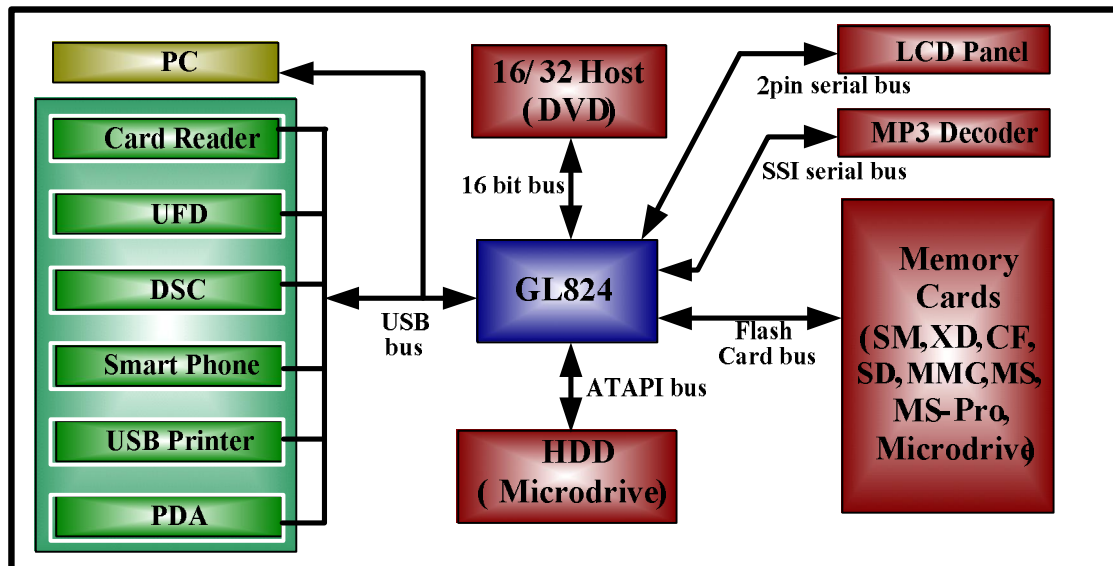 PC
Card Reader
UFD
DSC
Smart Phone
USB Printer
PDA
USB
bus
16/32 Host
(DVD)
16 bit bus
GL824
ATAPI bus
HDD
(Microdrive)
LCD Panel
2pin serial bus
MP3 Decoder
SSI serial bus
Flash
Card bus
Memory
Cards
(SM,XD,CF,
SD,MMC,MS,
MS-Pro,
Microdrive)